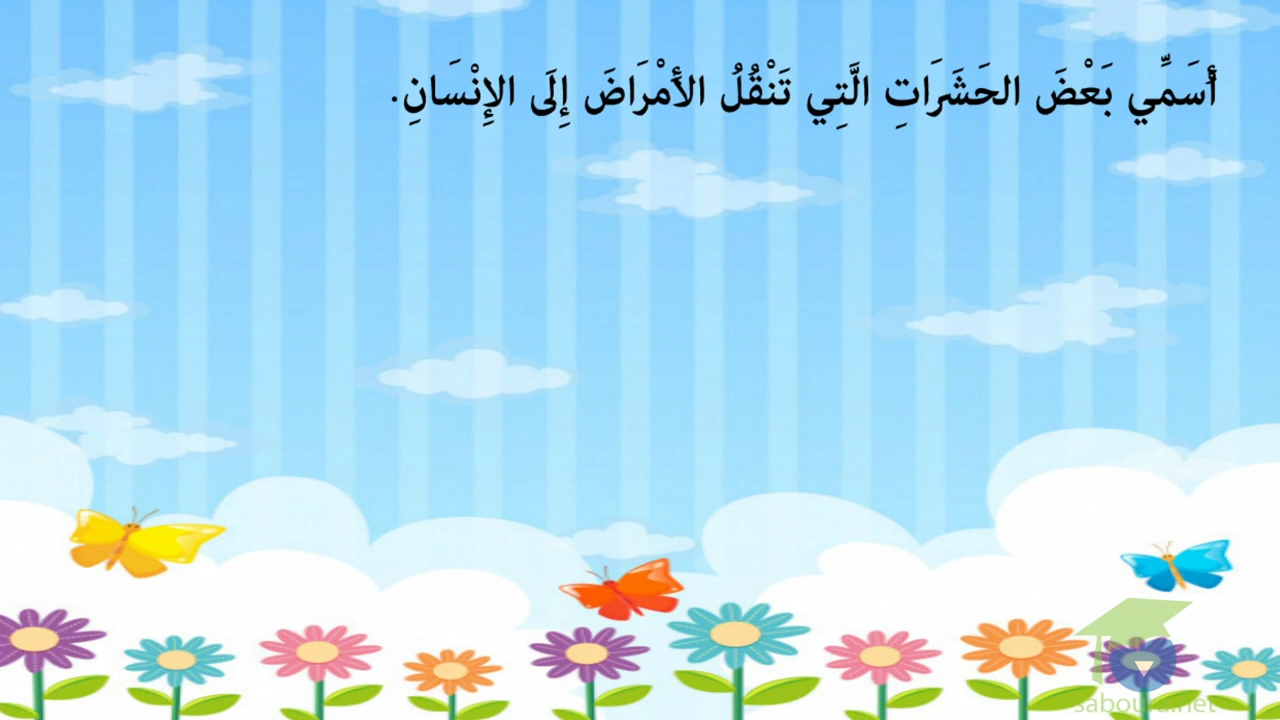 أُسَمِّي بَعْضَ الحَشَرَاتِ الَّتِي تَنْقُلُ الأَمْرَاضَ إِلَى الإِنْسَانِ.